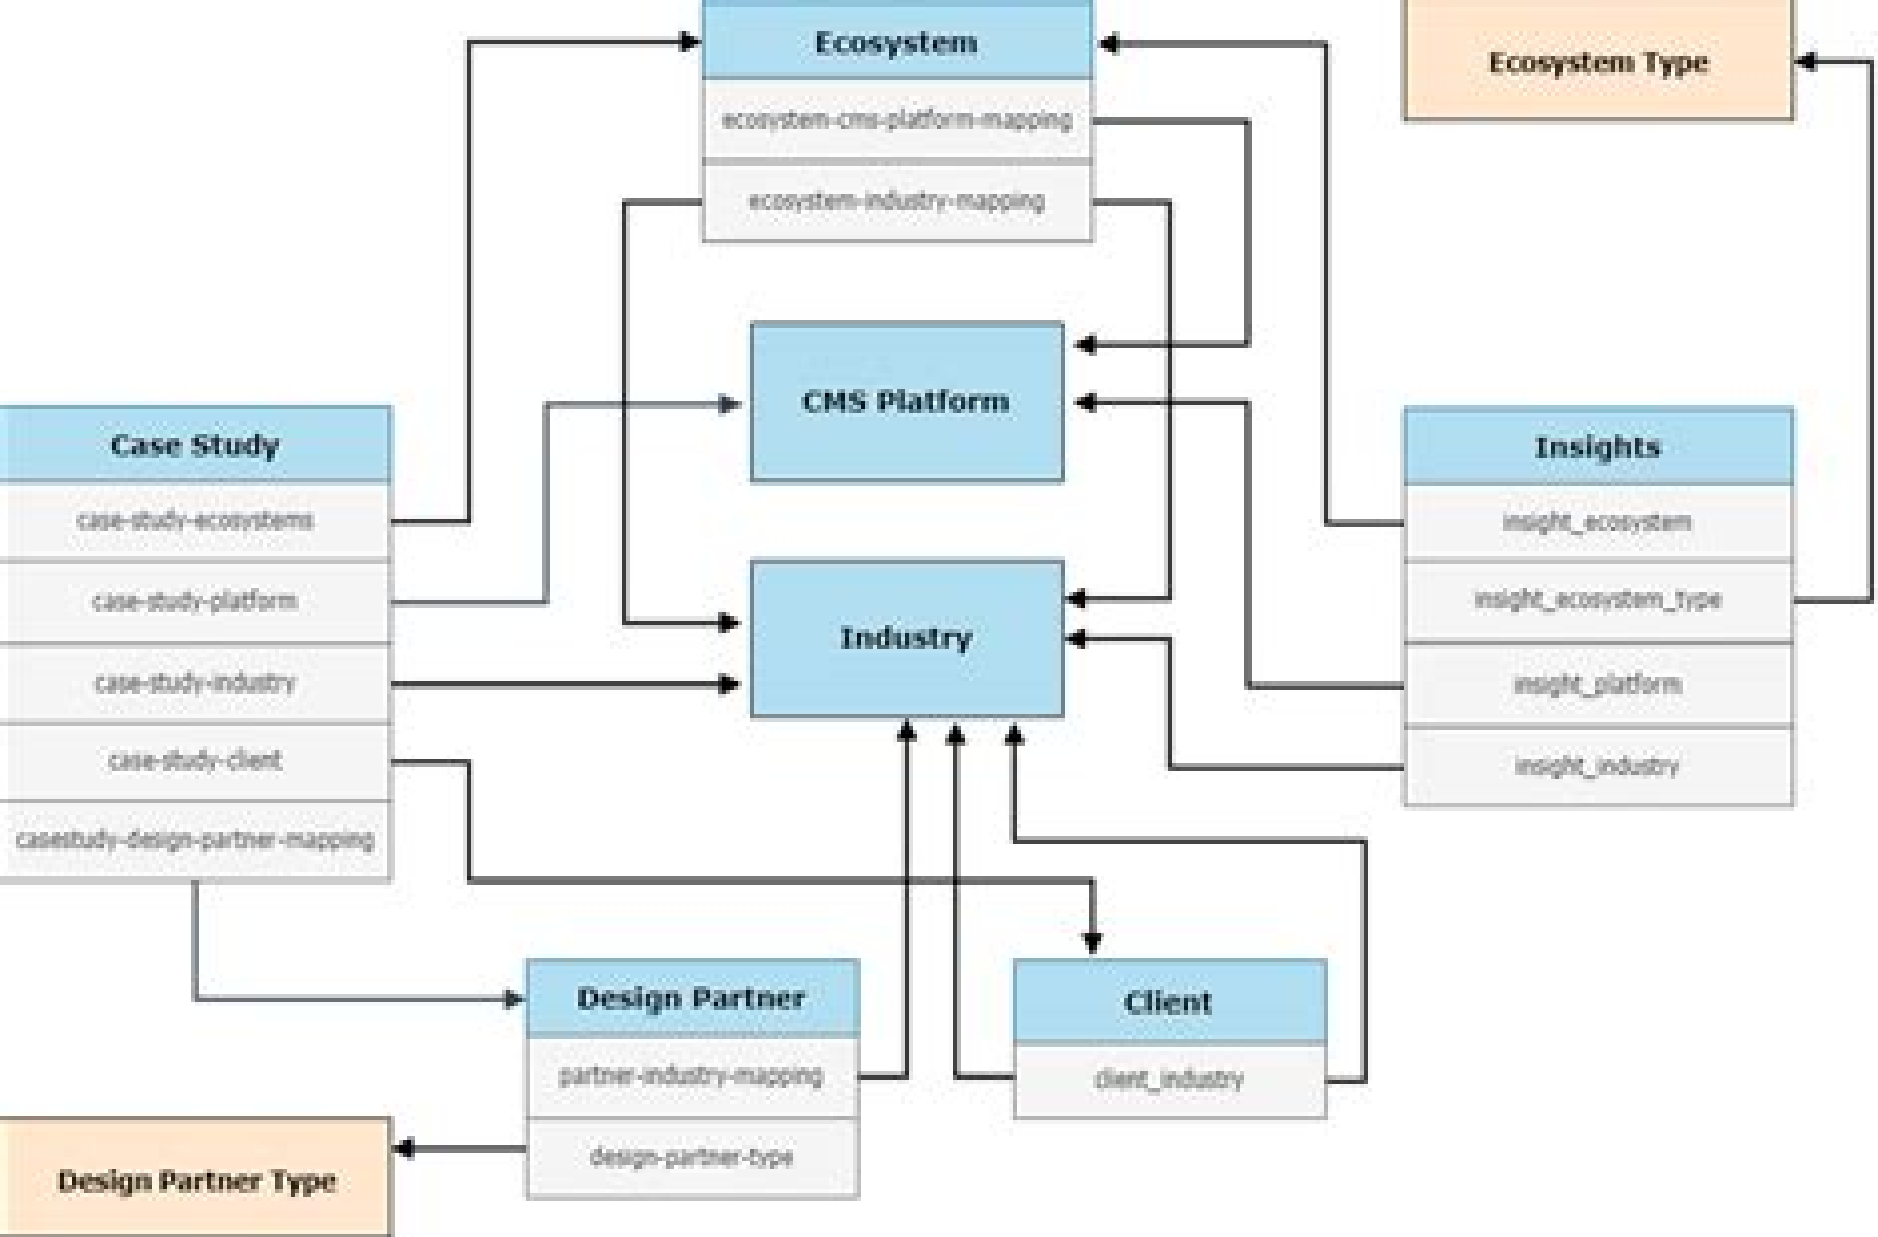 Ecosystem
ecosystem-cms-platform-mapping
ecosystem-industry-mapping
Ecosystem Type
CMS Platform
Industry
Case Study
case-study-ecosystems
case-study-platform
case-study-industry
case-study-client
casestudy-design-partner-mapping
Insights
insight_ecosystem
insight_ecosystem_type
insight_platform
insight_industry
Design Partner
partner-industry-mapping
design-partner-type
Client
client_industry
Design Partner Type